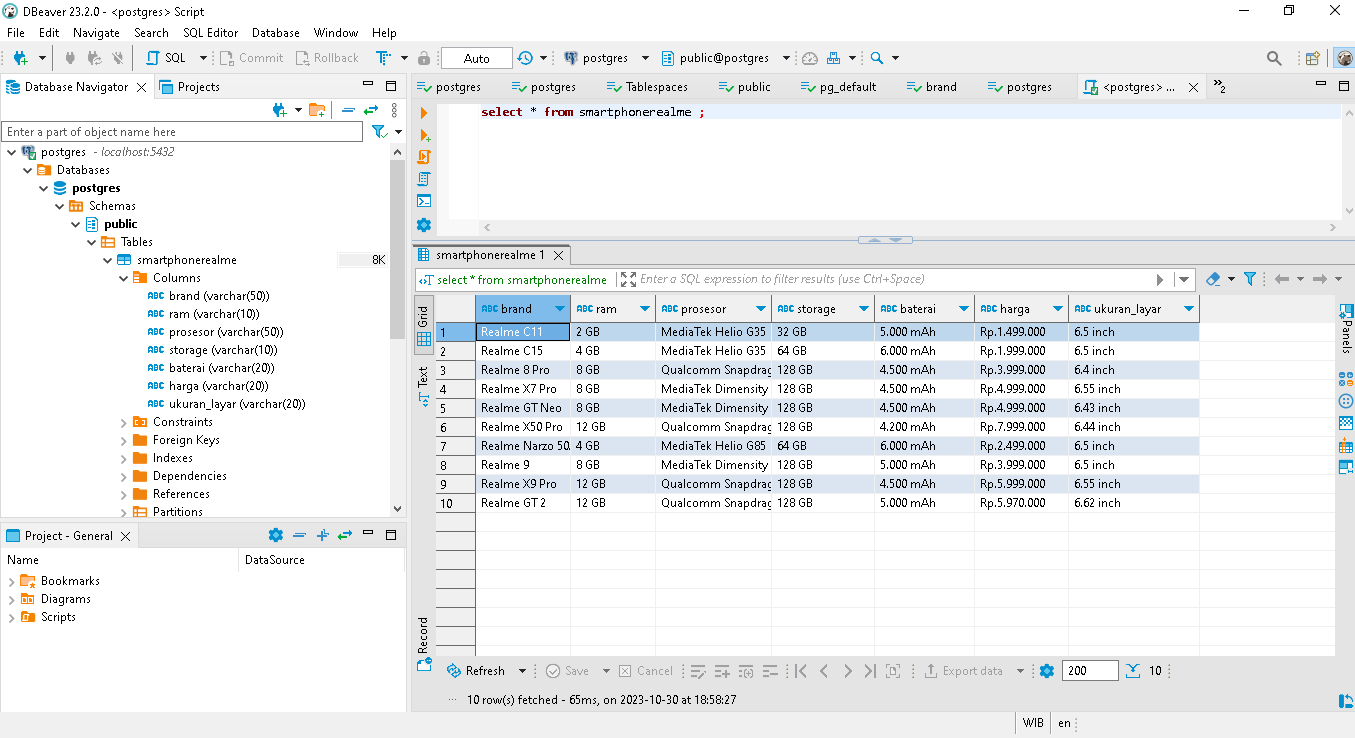 DBeaver 23.2.0 - <postgres> Script
File Edit Navigate Search SQL Editor Database Window Help
SQL Commit Rollback Auto postgres public@postgres
Database Navigator Projects
Enter a part of object name here
postgres - localhost:5432
Databases
postgres
Schemas
public
Tables
smartphonerealme 8K
Columns
brand (varchar(50))
ram (varchar(10))
prosesor (varchar(50))
storage (varchar(10))
baterai (varchar(20))
harga (varchar(20))
ukuran_layar (varchar(20))
Constraints
Foreign Keys
Indexes
Dependencies
References
Partitions
Project - General
Name DataSource
Bookmarks
Diagrams
Scripts
postgres postgres Tablespaces public pg_default brand postgres <postgres> ... 2
select * from smartphonerealme ;
smartphonerealme 1
select * from smartphonerealme Enter a SQL expression to filter results (use Ctrl+Space)
Grid
Text
Record
ABC brand ABC ram ABC prosesor ABC storage ABC baterai ABC harga ABC ukuran_layar
1 Realme C11 2 GB MediaTek Helio G35 32 GB 5.000 mAh Rp.1.499.000 6.5 inch
2 Realme C15 4 GB MediaTek Helio G35 64 GB 6.000 mAh Rp.1.999.000 6.5 inch
3 Realme 8 Pro 8 GB Qualcomm Snapdrag 128 GB 4.500 mAh Rp.3.999.000 6.4 inch
4 Realme X7 Pro 8 GB MediaTek Dimensity 128 GB 4.500 mAh Rp.4.999.000 6.55 inch
5 Realme GT Neo 8 GB MediaTek Dimensity 128 GB 4.500 mAh Rp.4.999.000 6.43 inch
6 Realme X50 Pro 12 GB Qualcomm Snapdrag 128 GB 4.200 mAh Rp.7.999.000 6.44 inch
7 Realme Narzo 50. 4 GB MediaTek Helio G85 64 GB 6.000 mAh Rp.2.499.000 6.5 inch
8 Realme 9 8 GB MediaTek Dimensity 128 GB 5.000 mAh Rp.3.999.000 6.5 inch
9 Realme X9 Pro 12 GB Qualcomm Snapdrag 128 GB 4.500 mAh Rp.5.999.000 6.55 inch
10 Realme GT 2 12 GB Qualcomm Snapdrag 128 GB 5.000 mAh Rp.5.970.000 6.62 inch
Panels
Refresh Save Cancel Export data 200 10
10 row(s) fetched - 65ms, on 2023-10-30 at 18:58:27
WIB en